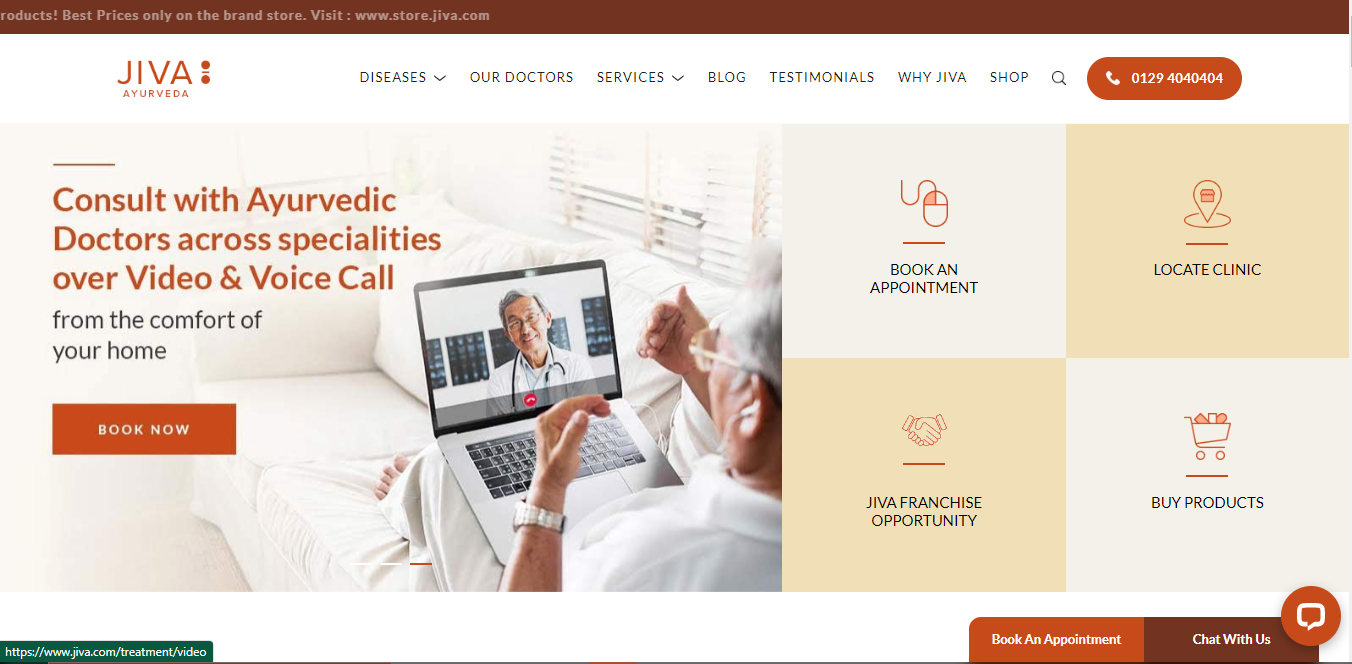 roducts! Best Prices only on the brand store. Visit : www.store.jiva.com
JIVA
AYURVEDA
DISEASES
OUR DOCTORS
SERVICES
BLOG
TESTIMONIALS
WHY JIVA
SHOP
0129 4040404
Consult with Ayurvedic
Doctors across specialities
over Video & Voice Call
from the comfort of
your home
BOOK NOW
BOOK AN
APPOINTMENT
LOCATE CLINIC
JIVA FRANCHISE
OPPORTUNITY
BUY PRODUCTS
Book An Appointment
Chat With Us
https://www.jiva.com/treatment/video